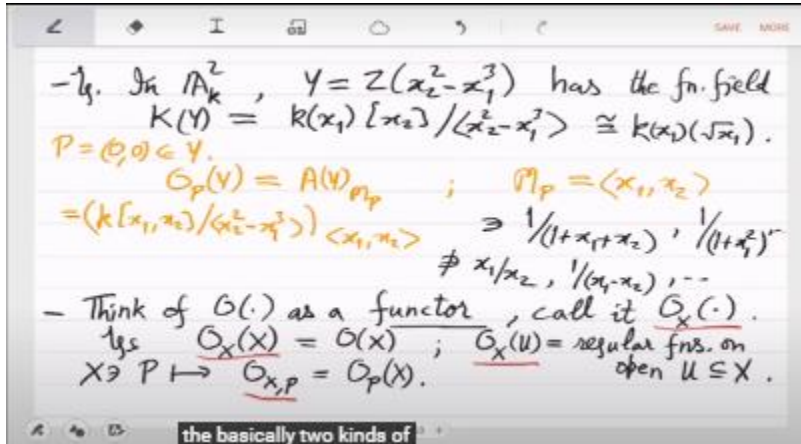 SAVE MORE
- Eg. In 𝔸²ₖ, Y = Z(x₂² - x₁³) has the fn. field
K(Y) = k(x₁)[x₂]/⟨x₂² - x₁³⟩ ≅ k(x₁)(√x₁).
P = (0,0) ∈ Y.
O_P(Y) = A(Y)_{m_P} ; m_P = ⟨x₁, x₂⟩
= (k[x₁, x₂]/⟨x₂² - x₁³⟩)_{⟨x₁, x₂⟩} ∋ 1/(1+x₁+x₂), 1/(1+x₁²)
∌ x₁/x₂, 1/(x₁-x₂), ...
- Think of O(·) as a functor, call it O_X(·).
Egs O_X(X) = O(X) ; O_X(U) = regular fns. on
X ∋ P ↦ O_{X,P} = O_P(X). open U ⊆ X.
the basically two kinds of